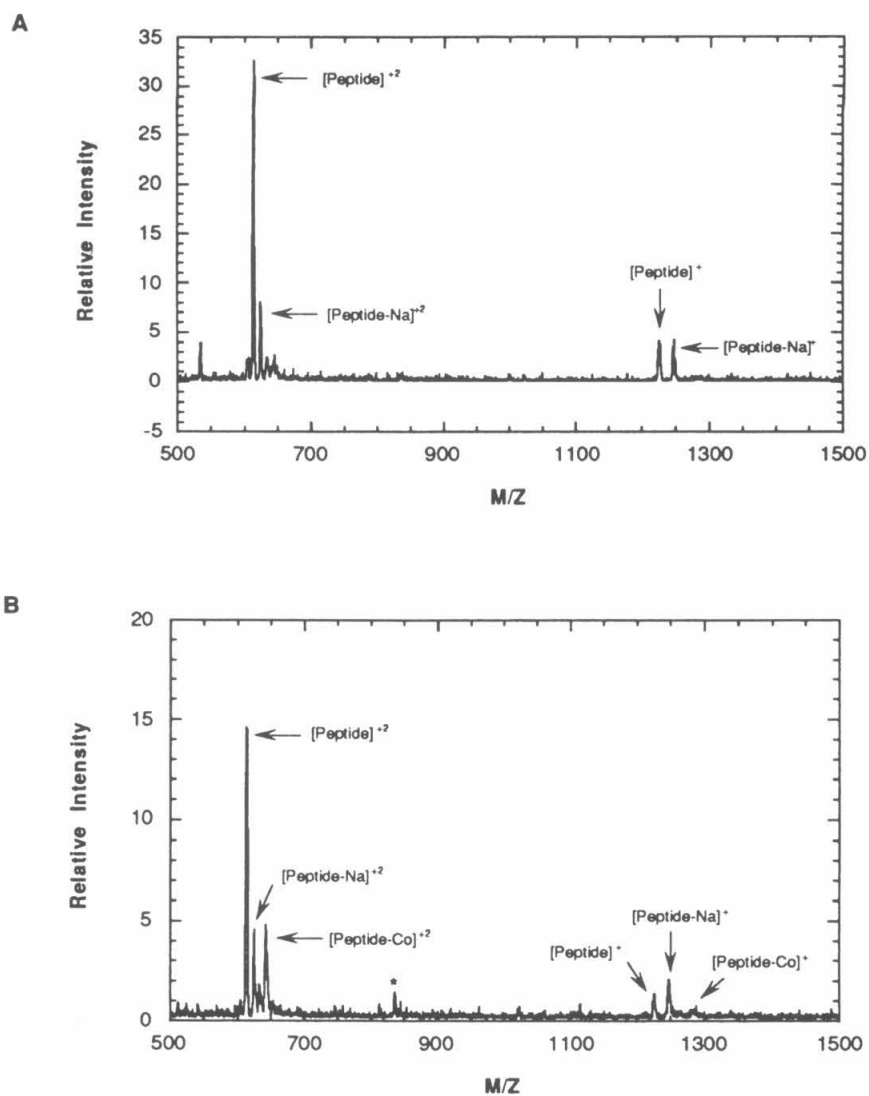 A
35
30
25
20
15
10
5
0
-5
Relative Intensity
[Peptide]+2
[Peptide-Na]+2
[Peptide]+
[Peptide-Na]+
500 700 900 1100 1300 1500
M/Z
B
20
15
10
5
0
Relative Intensity
[Peptide]+2
[Peptide-Na]+2
[Peptide-Co]+2
*
[Peptide]+
[Peptide-Na]+
[Peptide-Co]+
500 700 900 1100 1300 1500
M/Z